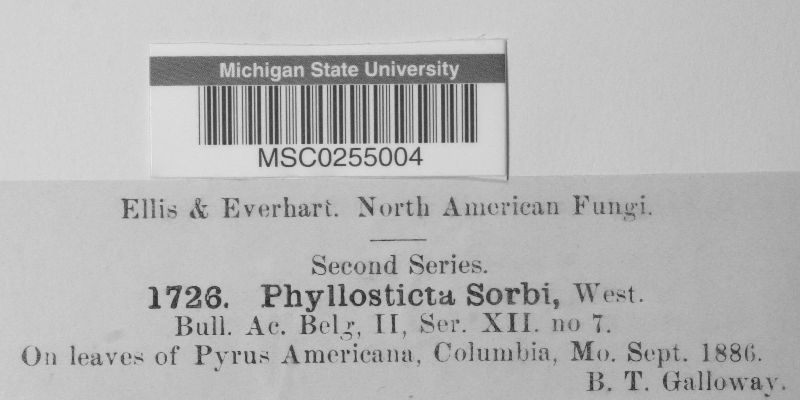 Michigan State University
MSC0255004
Ellis & Everhart. North American Fungi.
Second Series.
1726. Phyllosticta Sorbi, West.
Bull. Ac. Belg, II, Ser. XII. no 7.
On leaves of Pyrus Americana, Columbia, Mo. Sept. 1886.
B. T. Galloway.